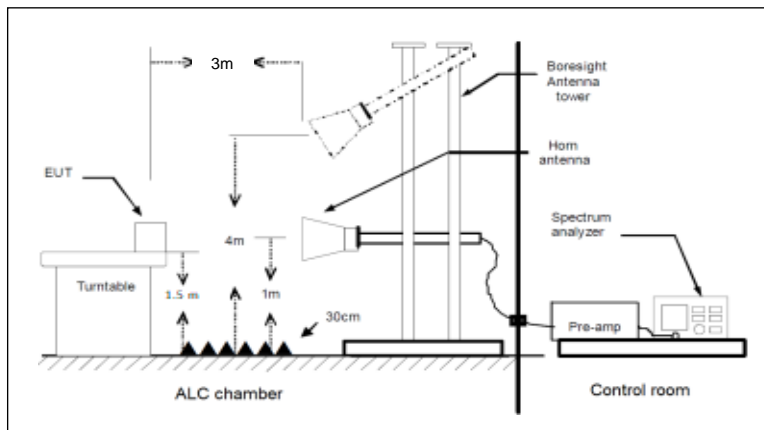 3m
Boresight
Antenna
tower
Horn
antenna
EUT
Spectrum
analyzer
4m
Turntable
1.5 m
1m
30cm
Pre-amp
ALC chamber
Control room